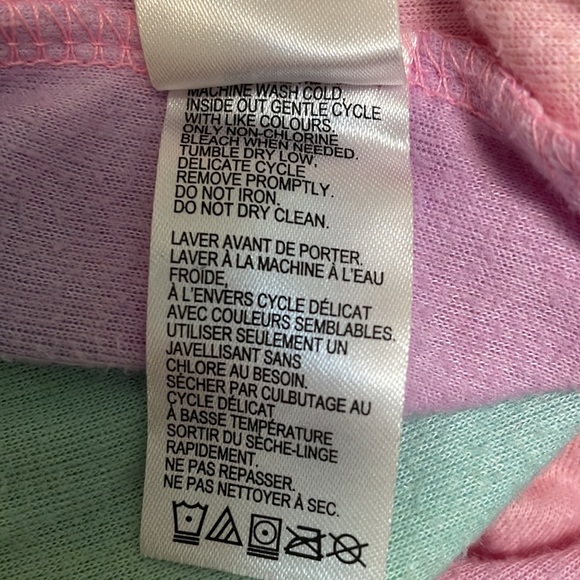 MACHINE WASH COLD,
INSIDE OUT GENTLE CYCLE
WITH LIKE COLOURS.
ONLY NON-CHLORINE
BLEACH WHEN NEEDED.
TUMBLE DRY LOW,
DELICATE CYCLE
REMOVE PROMPTLY.
DO NOT IRON.
DO NOT DRY CLEAN.
LAVER AVANT DE PORTER.
LAVER À LA MACHINE À L'EAU
FROIDE,
À L'ENVERS CYCLE DÉLICAT
AVEC COULEURS SEMBLABLES.
UTILISER SEULEMENT UN
JAVELLISANT SANS
CHLORE AU BESOIN.
SÉCHER PAR CULBUTAGE AU
CYCLE DÉLICAT
À BASSE TEMPÉRATURE
SORTIR DU SÈCHE-LINGE
RAPIDEMENT.
NE PAS REPASSER.
NE PAS NETTOYER À SEC.